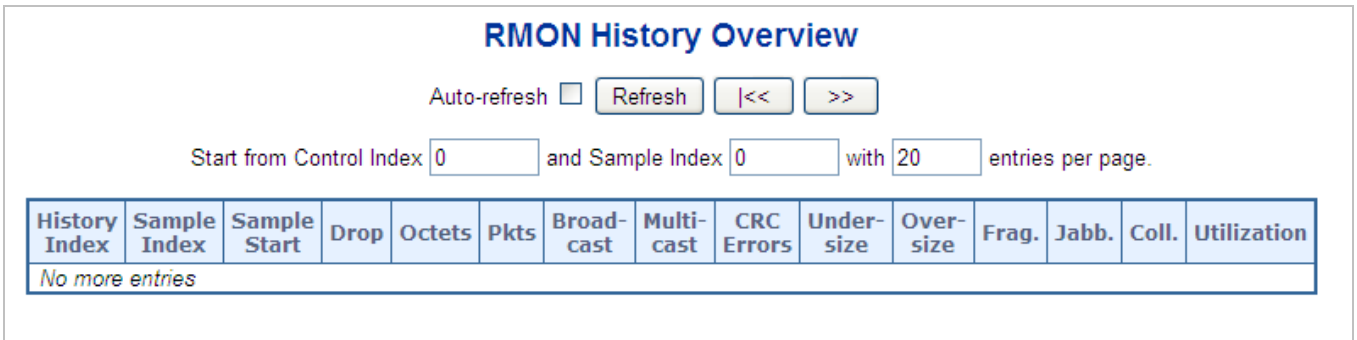 RMON History Overview
Auto-refresh Refresh |<< >>
Start from Control Index 0 and Sample Index 0 with 20 entries per page.
History Index Sample Index Sample Start Drop Octets Pkts Broad-cast Multi-cast CRC Errors Under-size Over-size Frag. Jabb. Coll. Utilization
No more entries